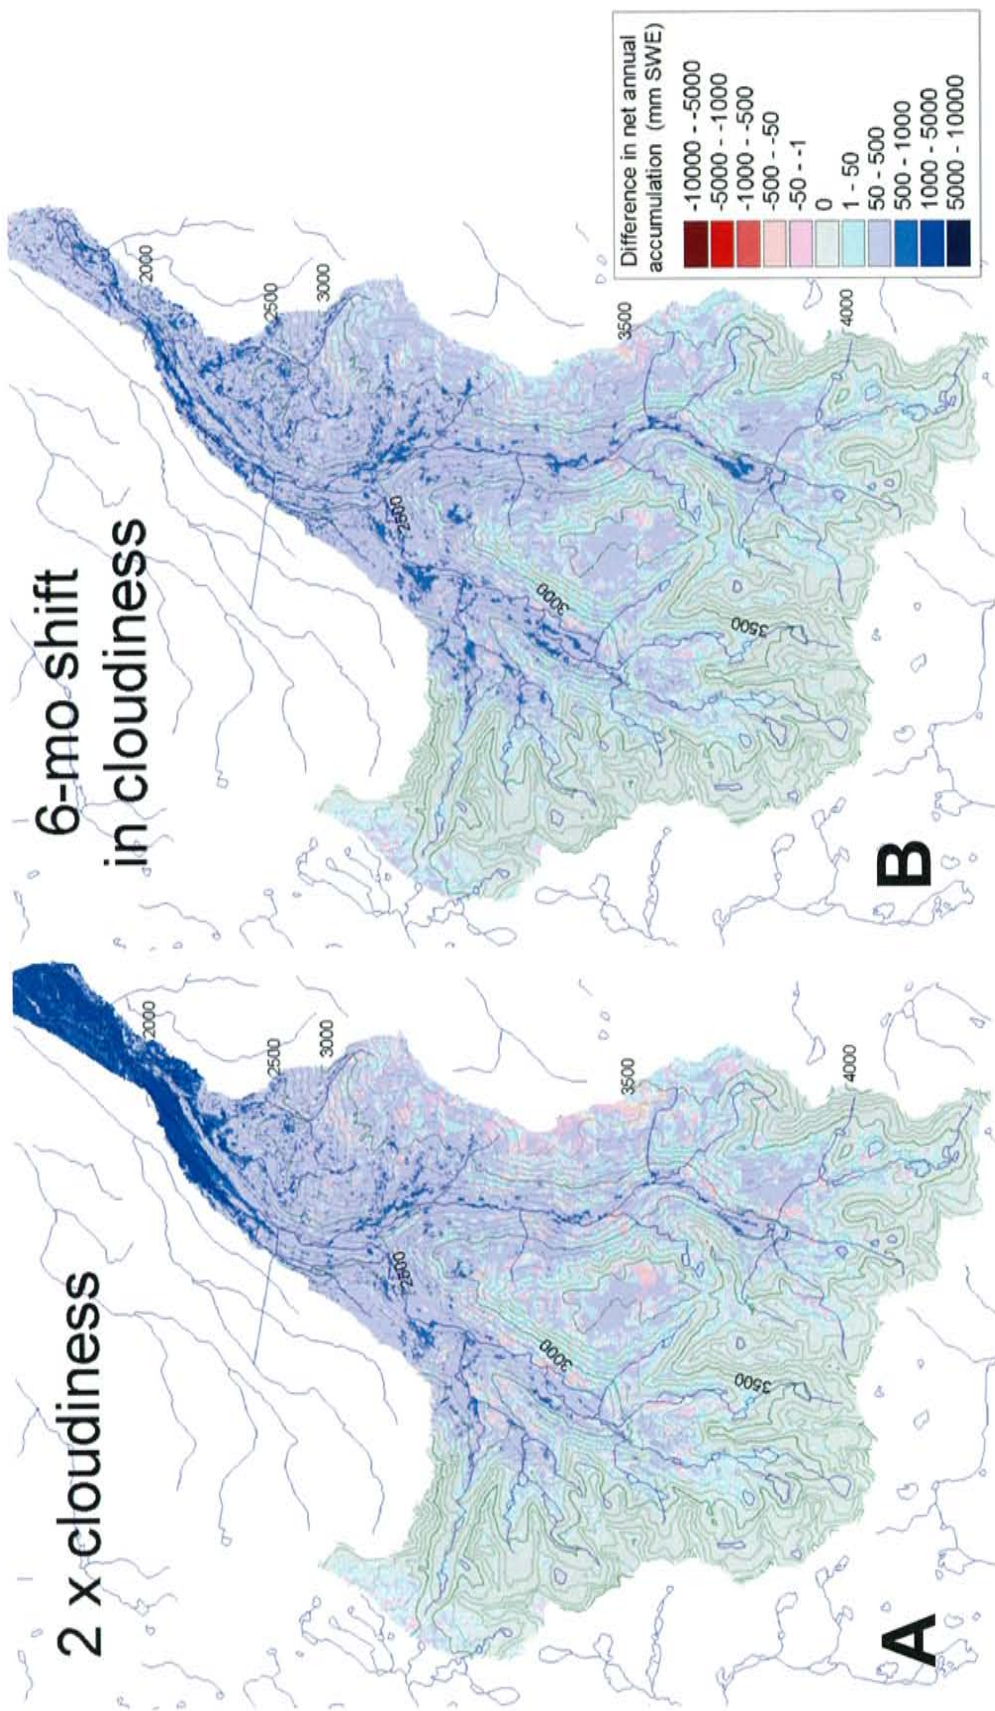 2 x cloudiness
2000
2500
3000
2500
3000
3500
3500
4000
A
6-mo shift
in cloudiness
2000
2500
3000
2500
3000
3500
3500
4000
B
Difference in net annual
accumulation (mm SWE)
-10000 - -5000
-5000 - -1000
-1000 - -500
-500 - -50
-50 - -1
0
1 - 50
50 - 500
500 - 1000
1000 - 5000
5000 - 10000